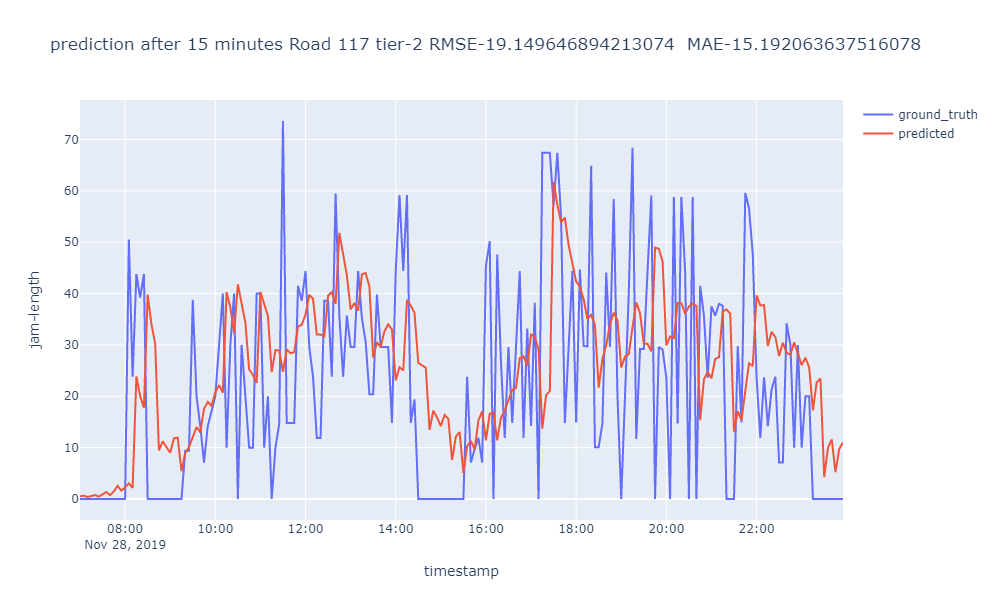 prediction after 15 minutes Road 117 tier-2 RMSE-19.149646894213074  MAE-15.192063637516078
ground_truth
predicted
jam-length
70
60
50
40
30
20
10
0
08:00 10:00 12:00 14:00 16:00 18:00 20:00 22:00
Nov 28, 2019
timestamp